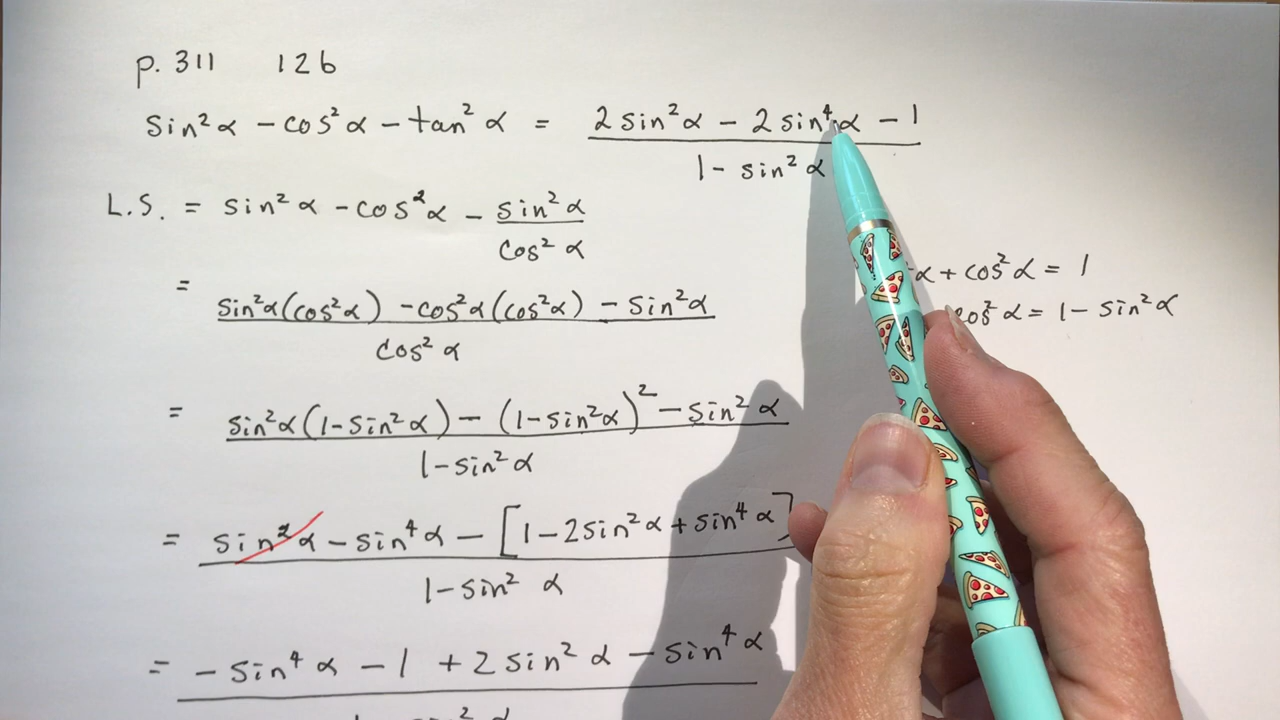 p. 311 12b
sin²α - cos²α - tan²α = 2sin²α - 2sin⁴α - 1
1 - sin²α
L.S. = sin²α - cos²α - sin²α
cos²α
²α + cos²α = 1
cos²α = 1 - sin²α
= sin²α(cos²α) - cos²α(cos²α) - sin²α
cos²α
= sin²α(1-sin²α) - (1-sin²α)² - sin²α
1-sin²α
= sin²α - sin⁴α - [1-2sin²α + sin⁴α]
1-sin²α
= -sin⁴α - 1 + 2sin²α - sin⁴α